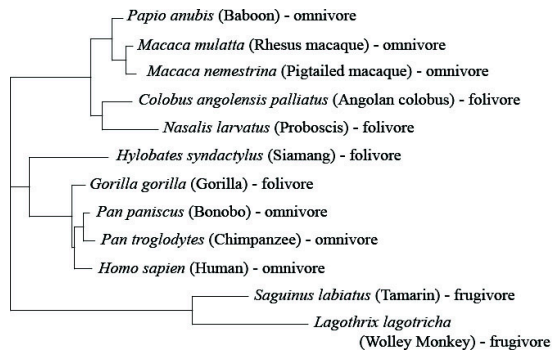 Papio anubis (Baboon) - omnivore
Macaca mulatta (Rhesus macaque) - omnivore
Macaca nemestrina (Pigtailed macaque) - omnivore
Colobus angolensis palliatus (Angolan colobus) - folivore
Nasalis larvatus (Proboscis) - folivore
Hylobates syndactylus (Siamang) - folivore
Gorilla gorilla (Gorilla) - folivore
Pan paniscus (Bonobo) - omnivore
Pan troglodytes (Chimpanzee) - omnivore
Homo sapien (Human) - omnivore
Saguinus labiatus (Tamarin) - frugivore
Lagothrix lagotricha
(Wolley Monkey) - frugivore